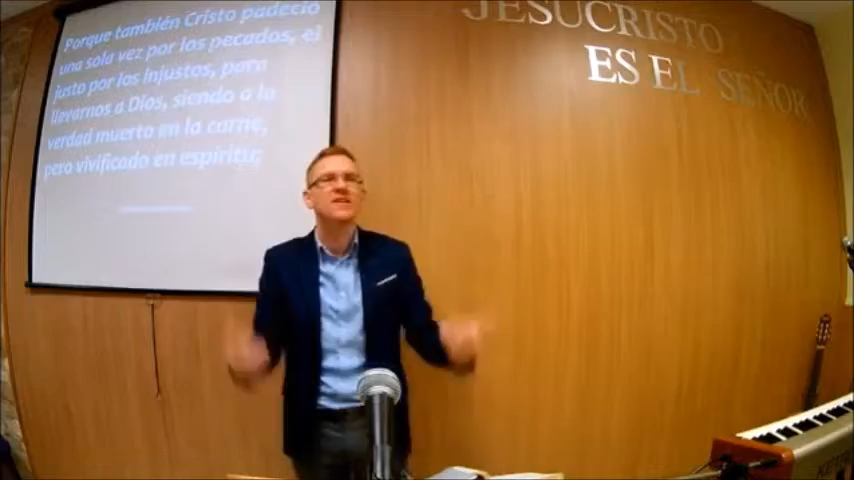 Porque también Cristo padeció
una sola vez por los pecados, el
justo por los injustos, para
llevarnos a Dios, siendo a la
verdad muerto en la carne,
pero vivificado en espíritu;
JESUCRISTO
ES EL SEÑOR